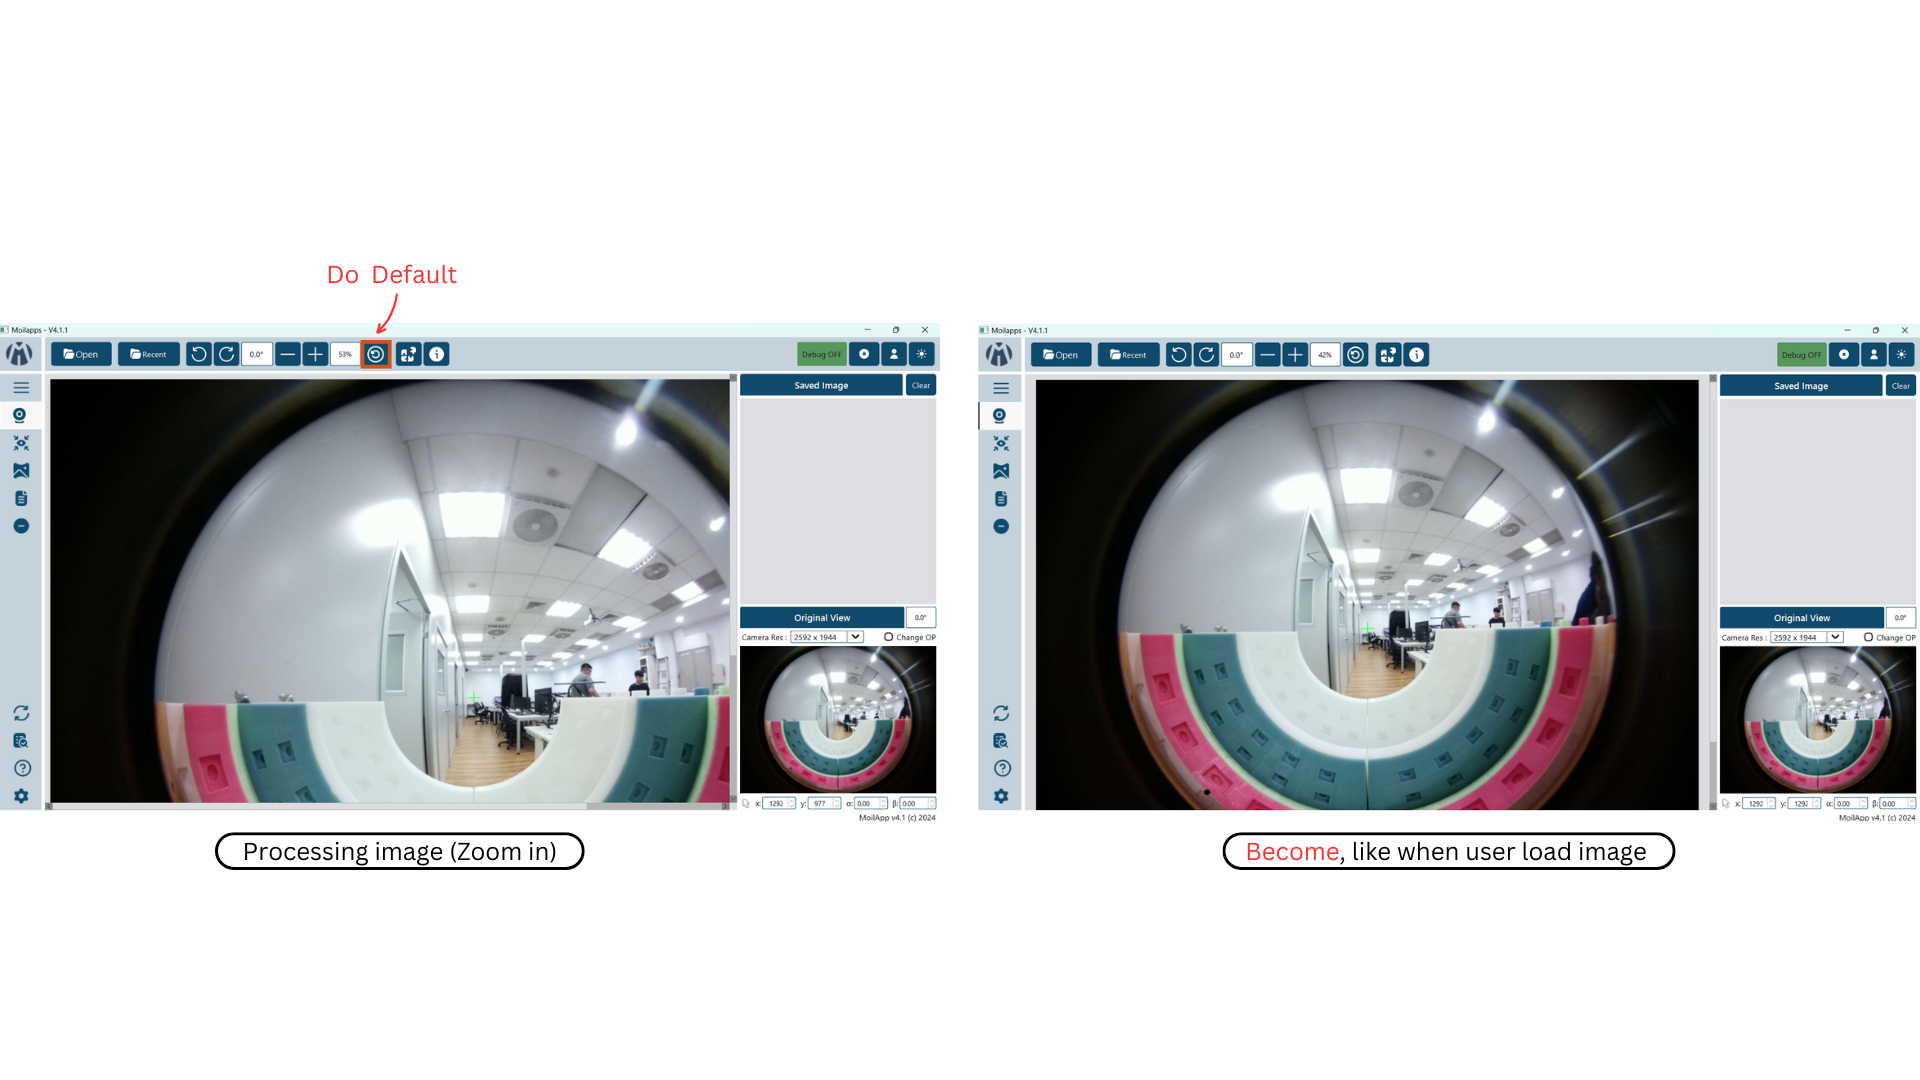 Do Default
Moilapps - V4.1.1
Open
Recent
0.0°
53%
Debug OFF
Saved Image
Clear
Original View
0.0°
Camera Res :
2592 x 1944
Change OP
x:
1292
y:
977
α:
0.00
β:
0.00
MoilApp v4.1 (c) 2024
Processing image (Zoom in)
Moilapps - V4.1.1
Open
Recent
0.0°
42%
Debug OFF
Saved Image
Clear
Original View
0.0°
Camera Res :
2592 x 1944
Change OP
x:
1292
y:
1292
α:
0.00
β:
0.00
MoilApp v4.1 (c) 2024
Become, like when user load image